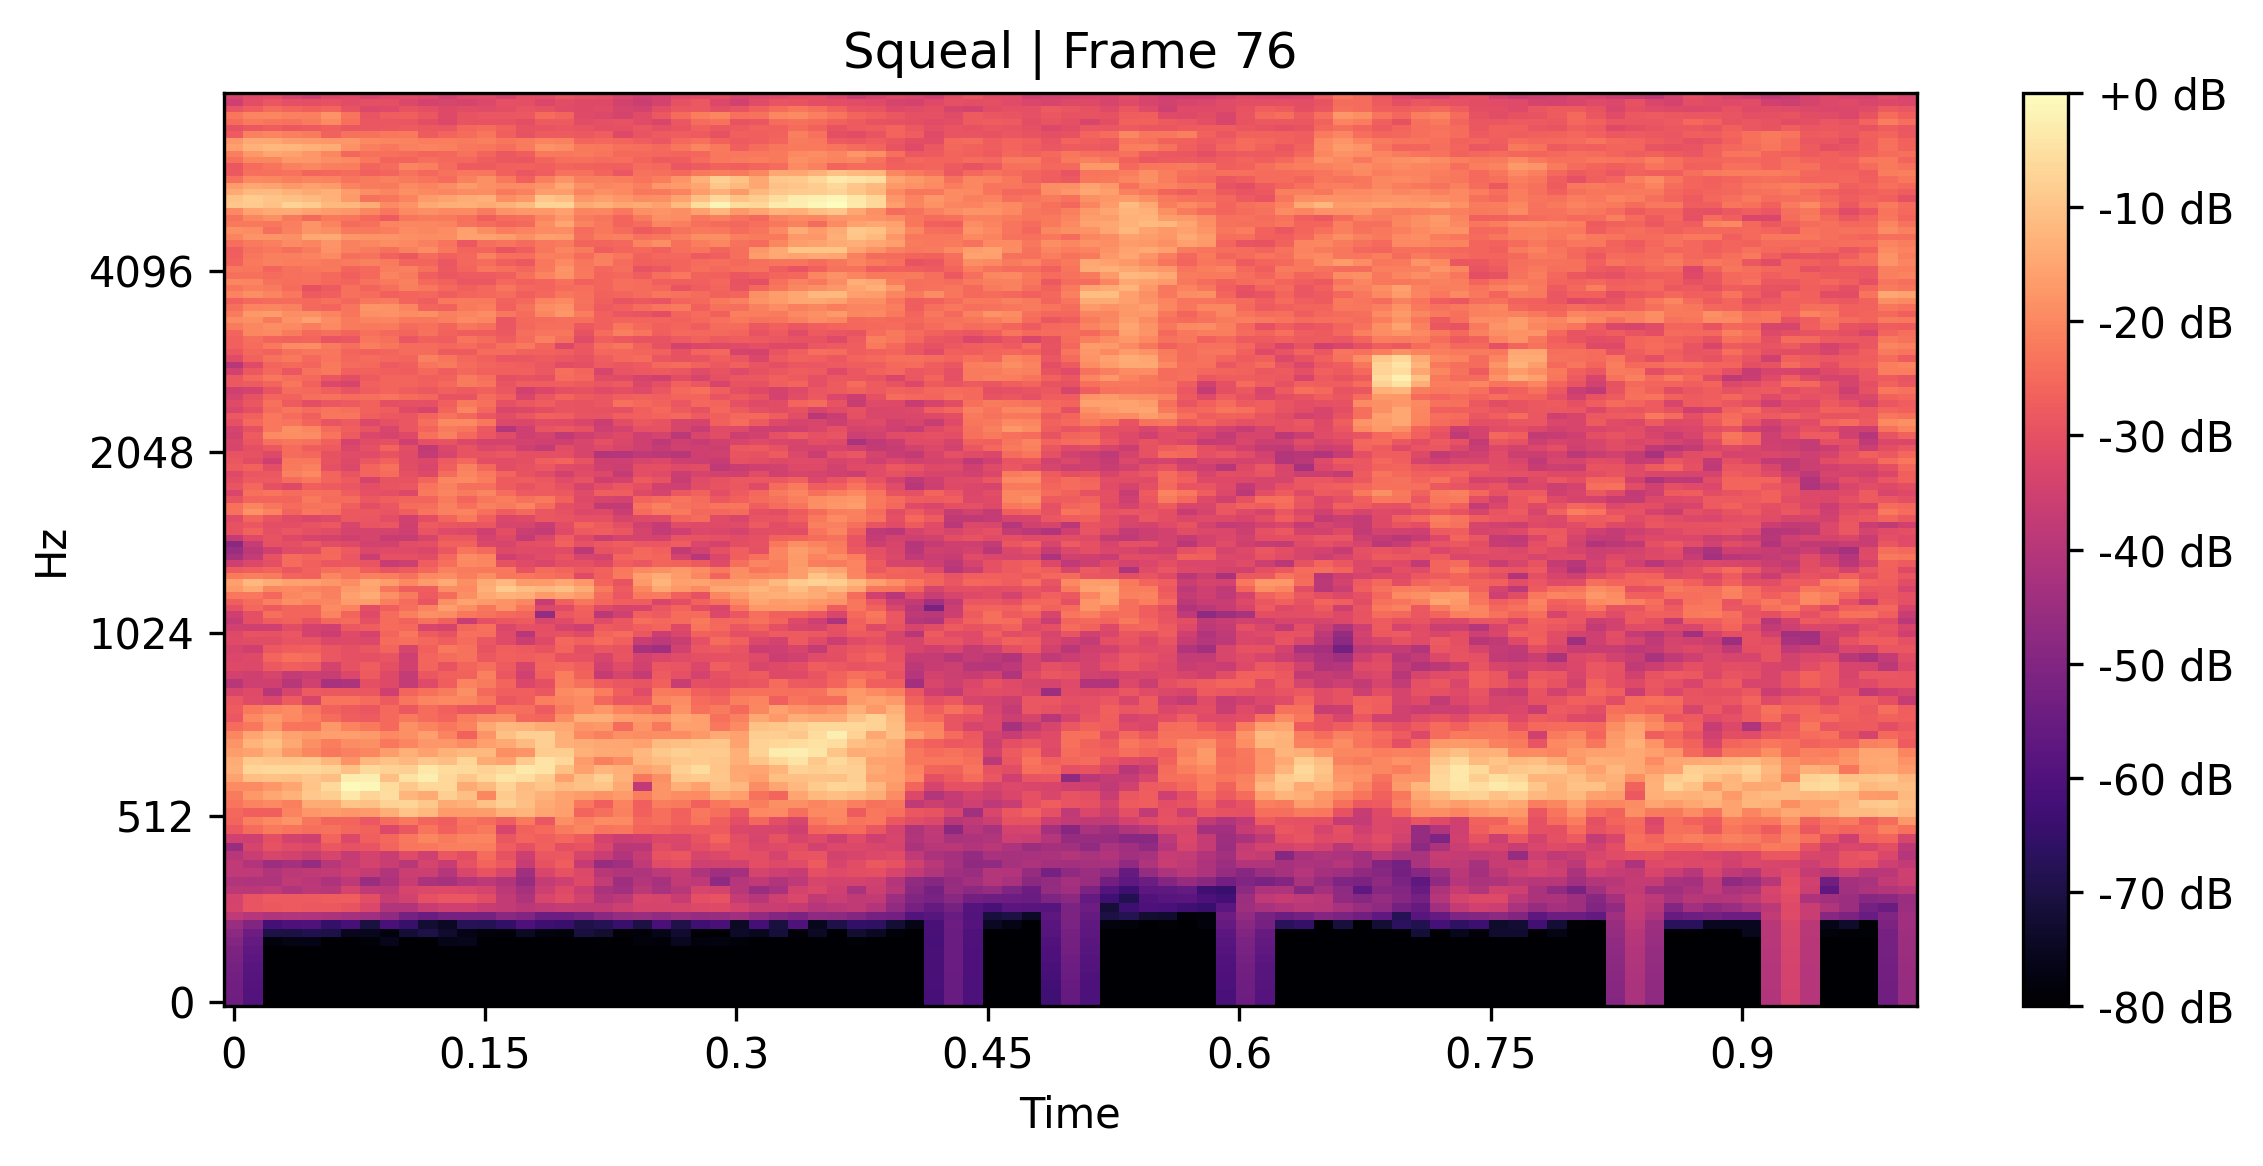 Squeal | Frame 76
+0 dB
-10 dB
-20 dB
-30 dB
-40 dB
-50 dB
-60 dB
-70 dB
-80 dB
4096
2048
1024
512
0
Hz
0 0.15 0.3 0.45 0.6 0.75 0.9
Time